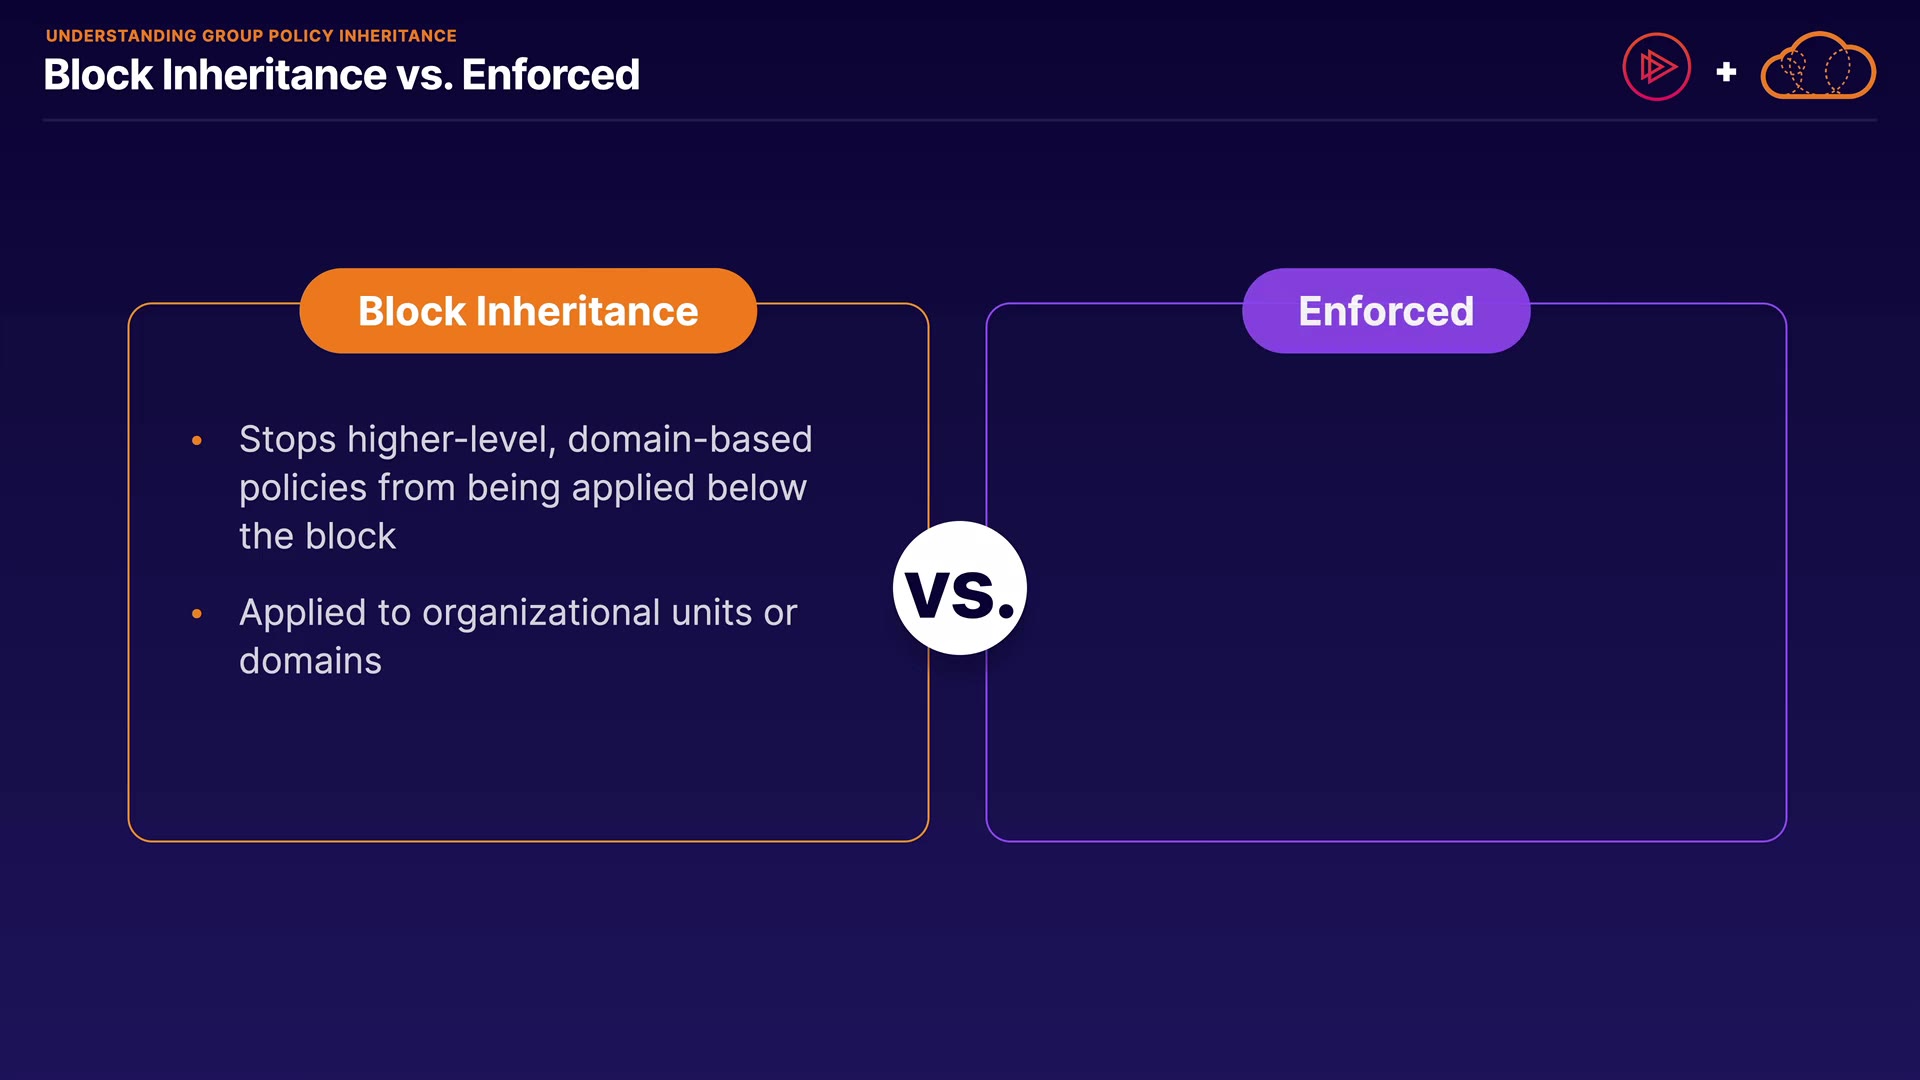 UNDERSTANDING GROUP POLICY INHERITANCE
Block Inheritance vs. Enforced
+
Block Inheritance
• Stops higher-level, domain-based
policies from being applied below
the block
• Applied to organizational units or
domains
vs.
Enforced